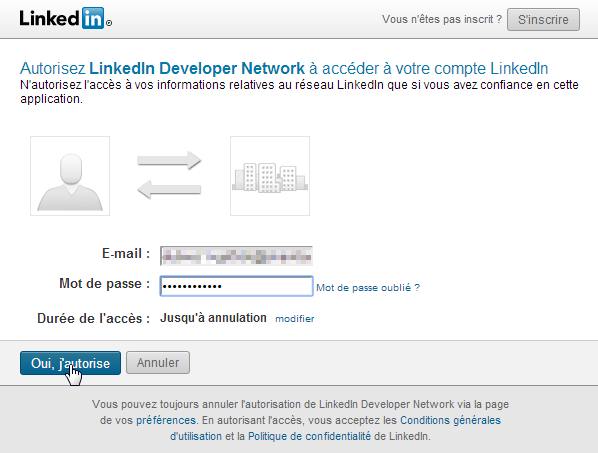 Linked in ®
Vous n'êtes pas inscrit ? S'inscrire
Autorisez LinkedIn Developer Network à accéder à votre compte LinkedIn
N'autorisez l'accès à vos informations relatives au réseau LinkedIn que si vous avez confiance en cette
application.
E-mail :
Mot de passe : •••••••••••• Mot de passe oublié ?
Durée de l'accès : Jusqu'à annulation modifier
Oui, j'autorise Annuler
Vous pouvez toujours annuler l'autorisation de LinkedIn Developer Network via la page
de vos préférences. En autorisant l'accès, vous acceptez les Conditions générales
d'utilisation et la Politique de confidentialité de LinkedIn.